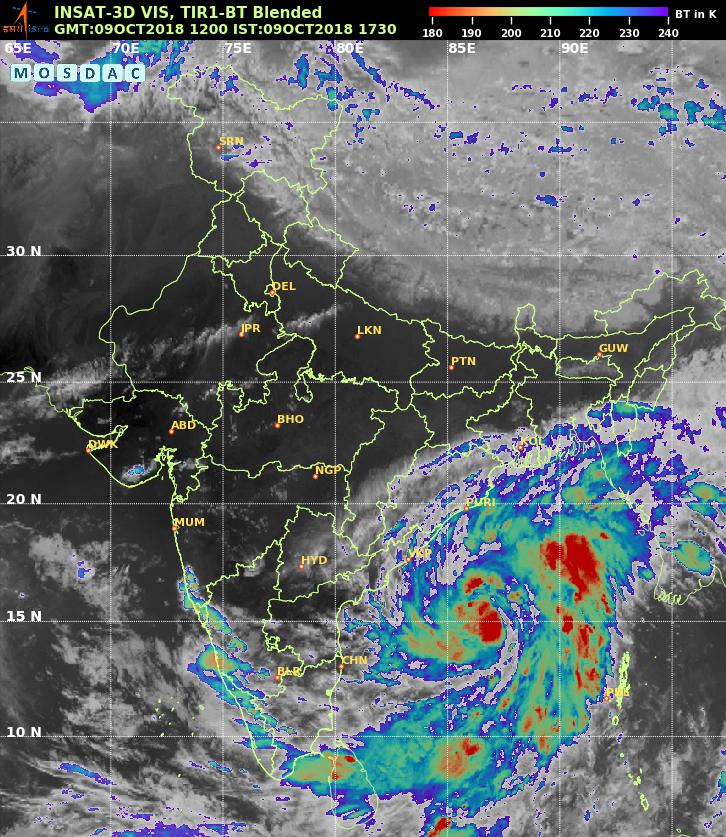 INSAT-3D VIS, TIR1-BT Blended
GMT:09OCT2018 1200 IST:09OCT2018 1730
BT in K
180 190 200 210 220 230 240
65E 70E 75E 80E 85E 90E
MOSDAC
SRN
30 N
DEL
JPR LKN
GUW
PTN
25 N
ABD BHO
DWK KOL
NGP
20 N PURI
MUM
HYD VKP
15 N
BLR CHN
10 N